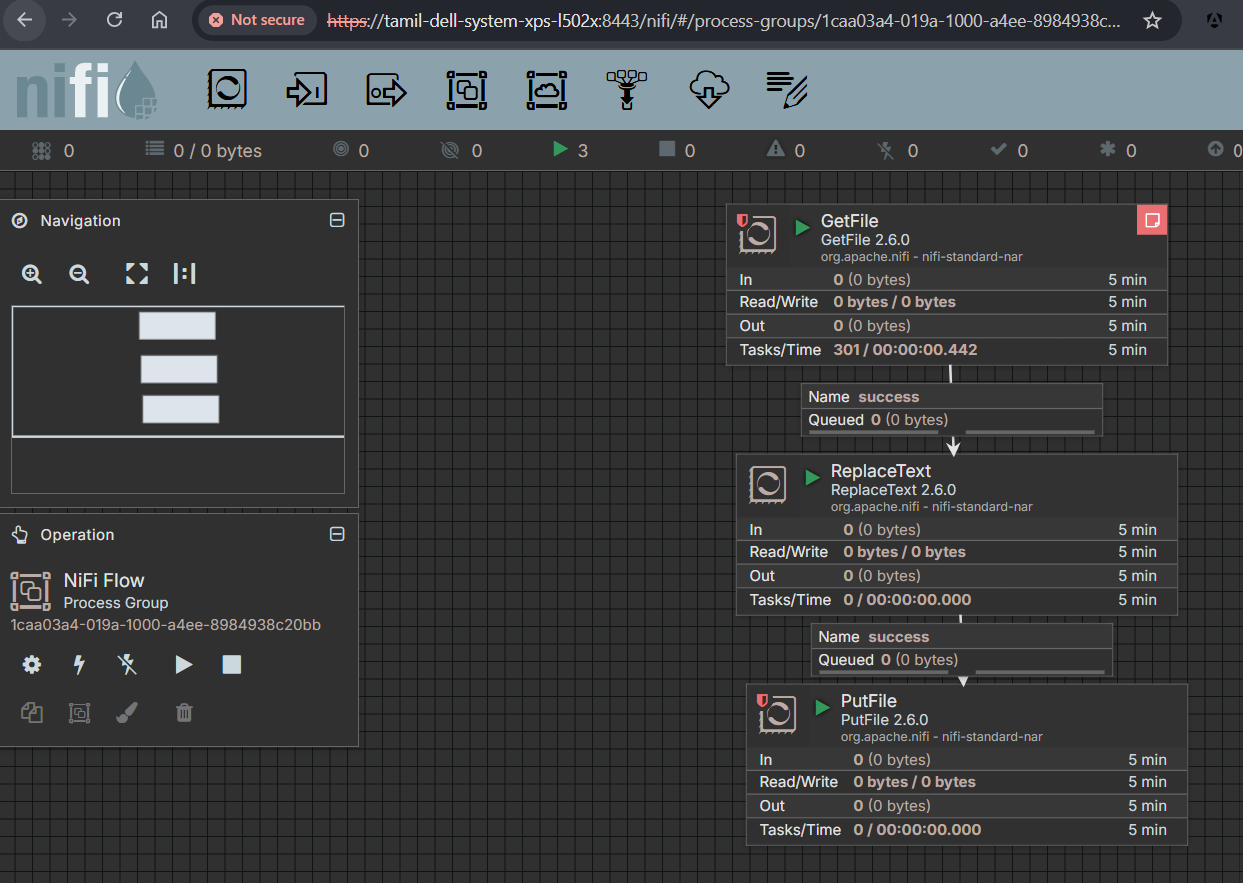 Not secure https://tamil-dell-system-xps-l502x:8443/nifi/#/process-groups/1caa03a4-019a-1000-a4ee-8984938c...
nifi
0 0 / 0 bytes 0 0 3 0 0 0 0 0 0
Navigation
Operation
NiFi Flow
Process Group
1caa03a4-019a-1000-a4ee-8984938c20bb
GetFile
GetFile 2.6.0
org.apache.nifi - nifi-standard-nar
In 0 (0 bytes) 5 min
Read/Write 0 bytes / 0 bytes 5 min
Out 0 (0 bytes) 5 min
Tasks/Time 301 / 00:00:00.442 5 min
Name success
Queued 0 (0 bytes)
ReplaceText
ReplaceText 2.6.0
org.apache.nifi - nifi-standard-nar
In 0 (0 bytes) 5 min
Read/Write 0 bytes / 0 bytes 5 min
Out 0 (0 bytes) 5 min
Tasks/Time 0 / 00:00:00.000 5 min
Name success
Queued 0 (0 bytes)
PutFile
PutFile 2.6.0
org.apache.nifi - nifi-standard-nar
In 0 (0 bytes) 5 min
Read/Write 0 bytes / 0 bytes 5 min
Out 0 (0 bytes) 5 min
Tasks/Time 0 / 00:00:00.000 5 min